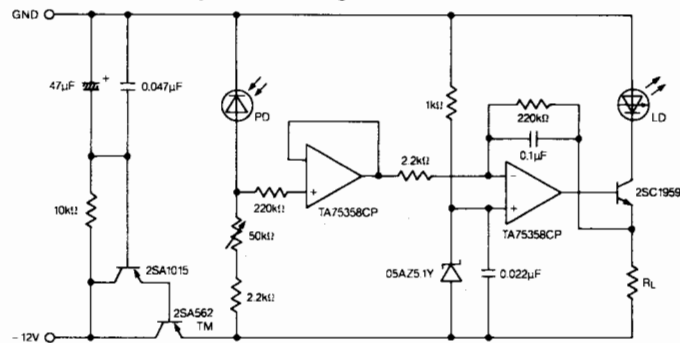 GND
47μF +
0.047μF
10kΩ
2SA1015
2SA562
TM
-12V
PD
220kΩ
50kΩ
2.2kΩ
+
TA75358CP
2.2kΩ
1kΩ
220kΩ
0.1μF
-
+
TA75358CP
05AZ5.1Y
0.022μF
LD
2SC1959
RL